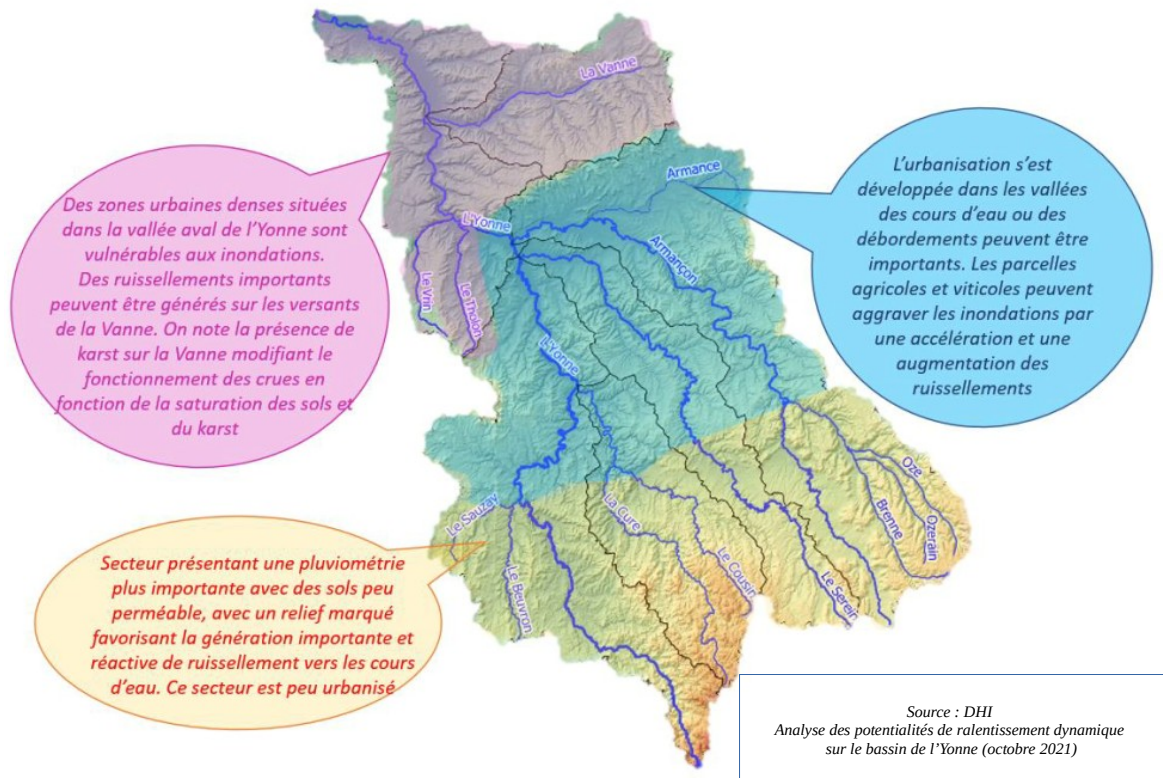 La Vanne
Armance
L'Yonne
Armançon
Le Vrin
Le Tholon
L'Yonne
Des zones urbaines denses situées
dans la vallée aval de l'Yonne sont
vulnérables aux inondations.
Des ruissellements importants
peuvent être générés sur les versants
de la Vanne. On note la présence de
karst sur la Vanne modifiant le
fonctionnement des crues en
fonction de la saturation des sols et
du karst
L'urbanisation s'est
développée dans les vallées
des cours d'eau ou des
débordements peuvent être
importants. Les parcelles
agricoles et viticoles peuvent
aggraver les inondations par
une accélération et une
augmentation des
ruissellements
Oze
Brenne
Ozerain
Le Sauzay
La Cure
Le Cousin
Le Serein
Le Beuvron
Secteur présentant une pluviométrie
plus importante avec des sols peu
perméable, avec un relief marqué
favorisant la génération importante et
réactive de ruissellement vers les cours
d'eau. Ce secteur est peu urbanisé
Source : DHI
Analyse des potentialités de ralentissement dynamique
sur le bassin de l'Yonne (octobre 2021)